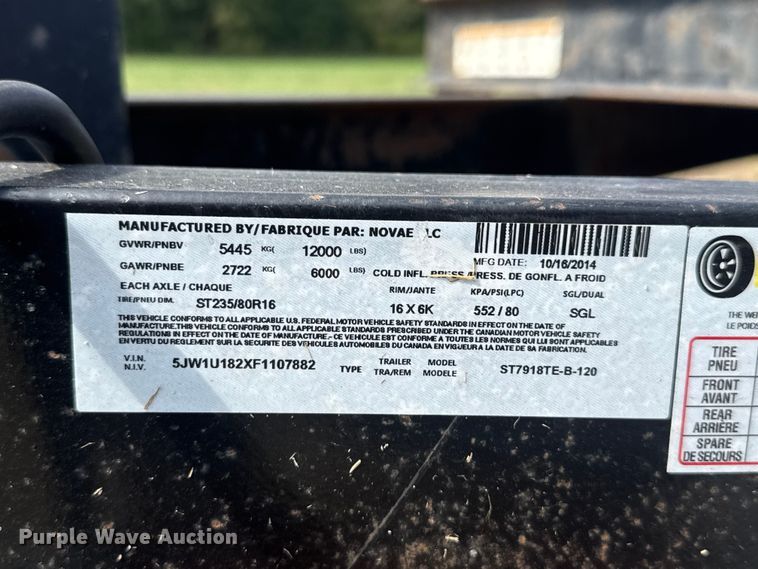 MANUFACTURED BY/ FABRIQUE PAR: NOVAE LC
GVWR/PNBV 5445 KG( 12000 LBS)
MFG DATE: 10/16/2014
GAWR/PNBE 2722 KG( 6000 LBS) COLD INFL. PRESS./PRESS. DE GONFL. A FROID
EACH AXLE / CHAQUE RIM/JANTE KPA/PSI(LPC) SGL/DUAL
TIRE/PNEU DIM. ST235/80R16 16 X 6K 552 / 80 SGL
THIS VEHICLE CONFORMS TO ALL APPLICABLE U.S. FEDERAL MOTOR VEHICLE SAFETY STANDARDS IN EFFECT ON THE DATE OF
MANUFACTURE. THIS VEHICLE CONFORMS TO ALL APPLICABLE STANDARDS PRESCRIBED UNDER THE CANADIAN MOTOR VEHICLE SAFETY
REGULATIONS IN EFFECT ON THE DATE OF MANUFACTURE. - CE VEHICULE EST CONFORME A TOUTES LES NORMES QUI LUI SONT APPLICABLES
EN VERTU DU REGLEMENT SUR LA SECURITE DES VEHICULES AUTOMOBILES DU CANADA EN VIGUEUR A LA DATE DE SA FABRICATION.
V.I.N. 5JW1U182XF1107882 TYPE TRAILER MODEL ST7918TE-B-120
N.I.V. TRA/REM MODELE
THE WEI
LE POIDS
TIRE
PNEU
FRONT
AVANT
REAR
ARRIÈRE
SPARE
DE SECOURS
Purple Wave Auction